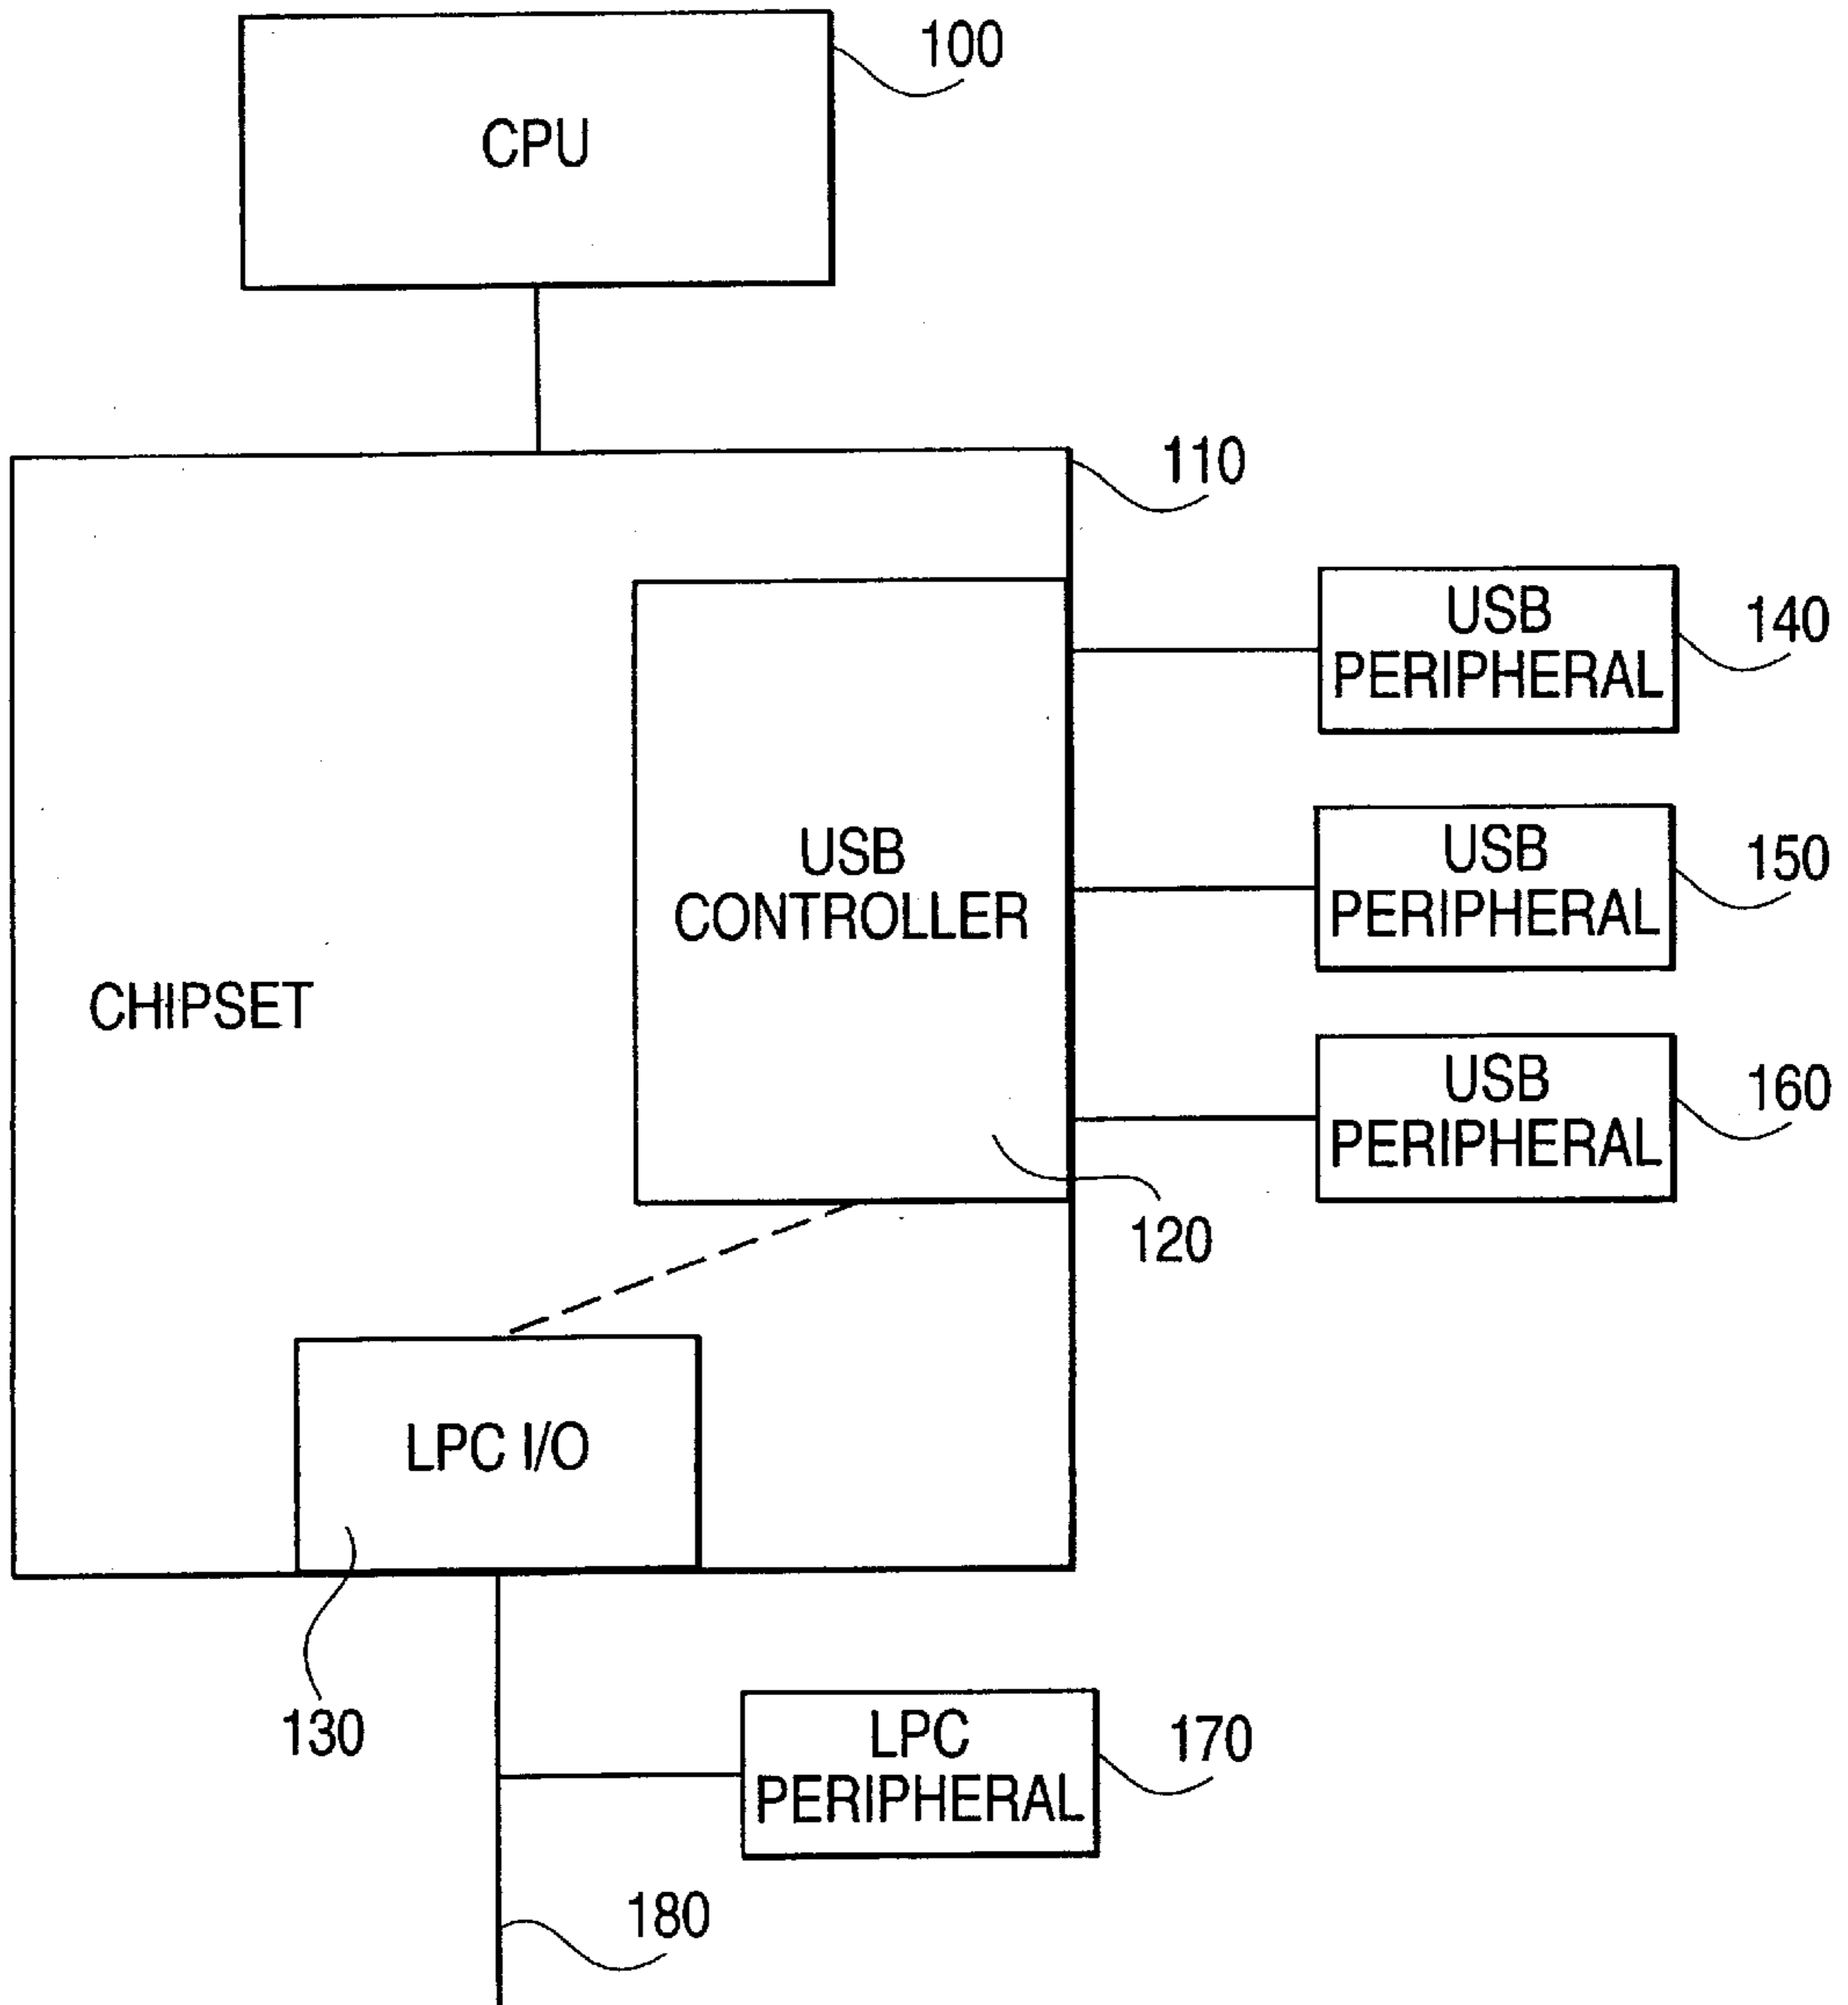 100
CPU
110
USB
PERIPHERAL
140
USB
CONTROLLER
USB
PERIPHERAL
150
CHIPSET
USB
PERIPHERAL
160
120
LPC I/O
130
LPC
PERIPHERAL
170
180